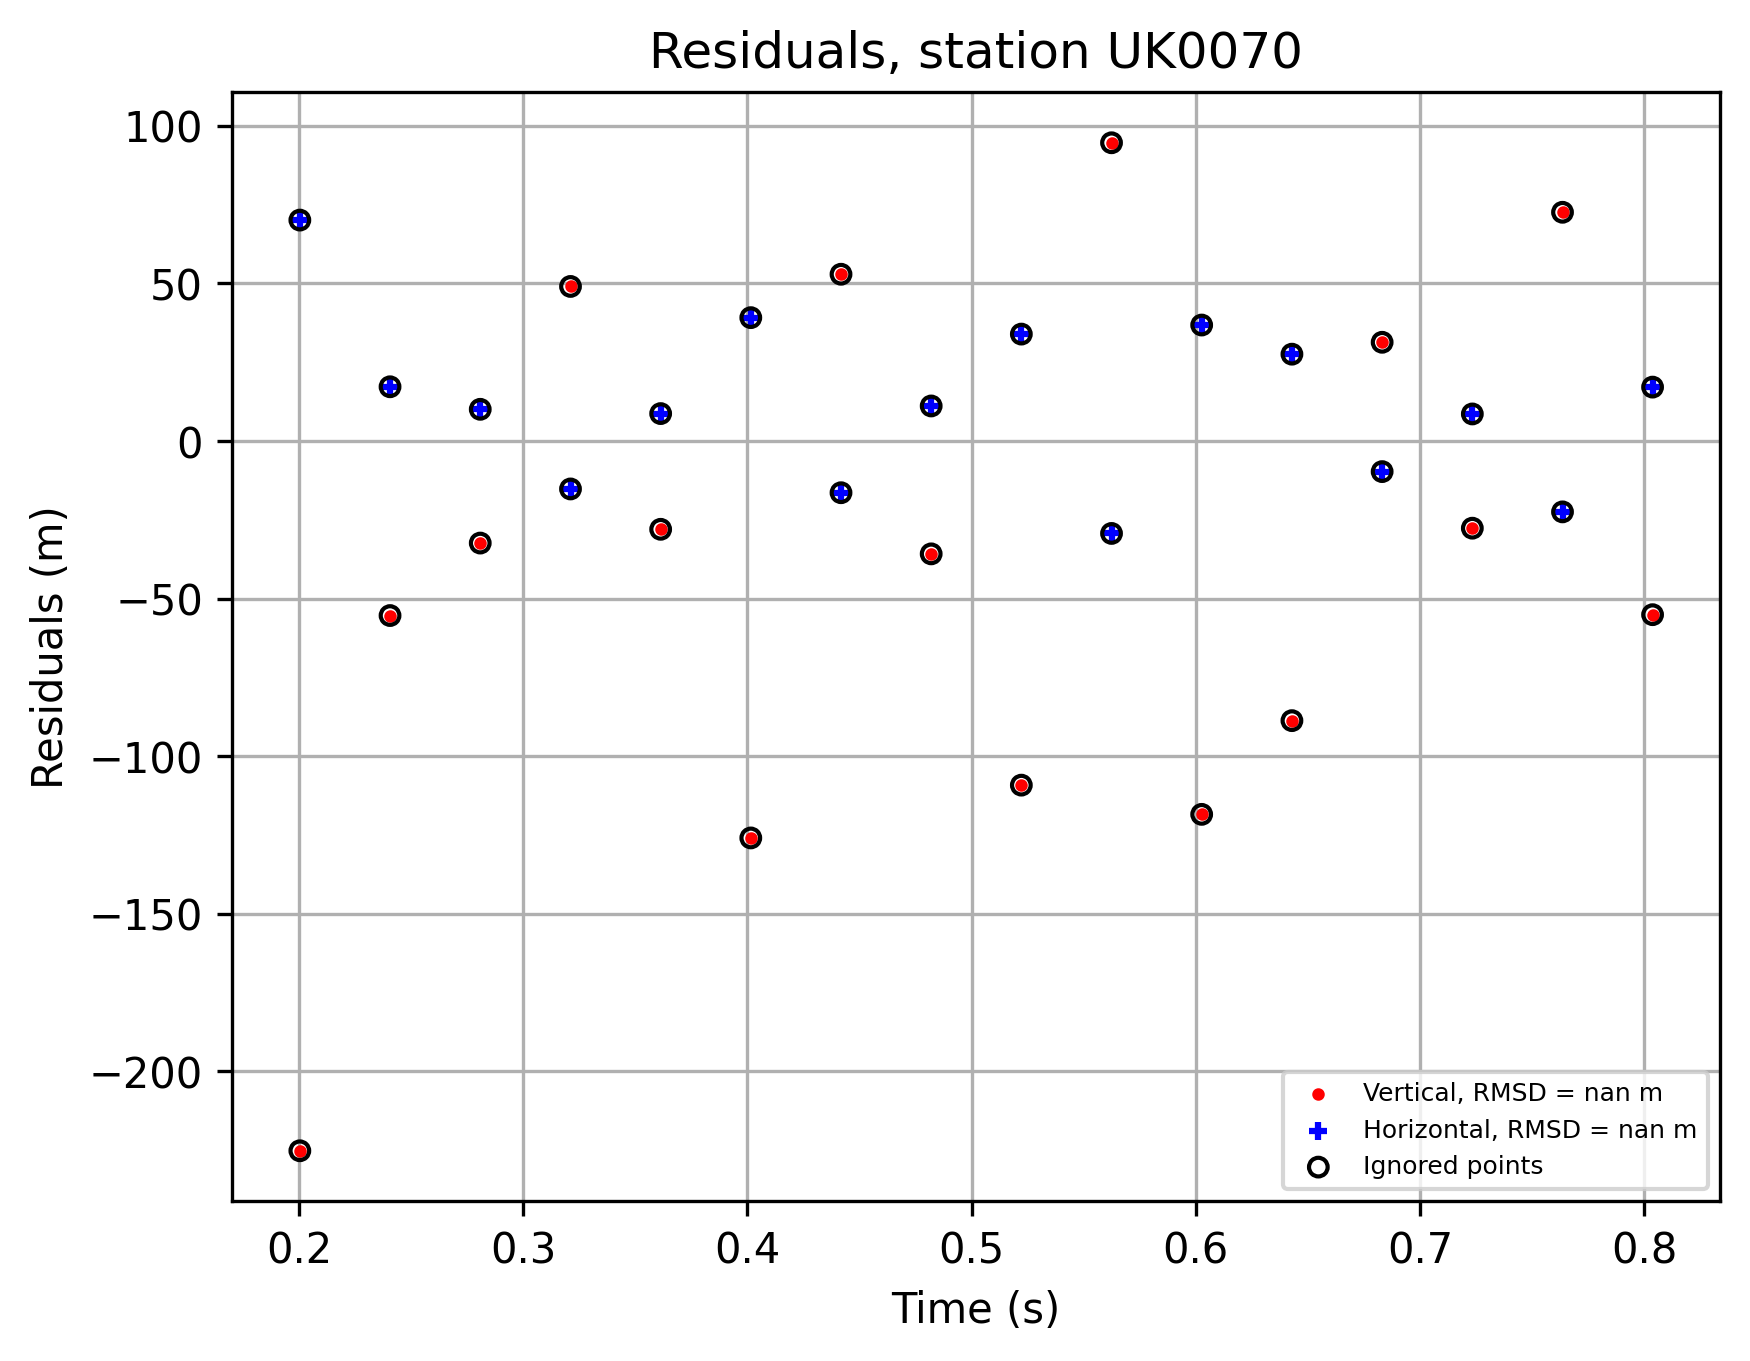 Residuals, station UK0070
100
50
0
−50
−100
−150
−200
Residuals (m)
Vertical, RMSD = nan m
Horizontal, RMSD = nan m
Ignored points
0.2 0.3 0.4 0.5 0.6 0.7 0.8
Time (s)